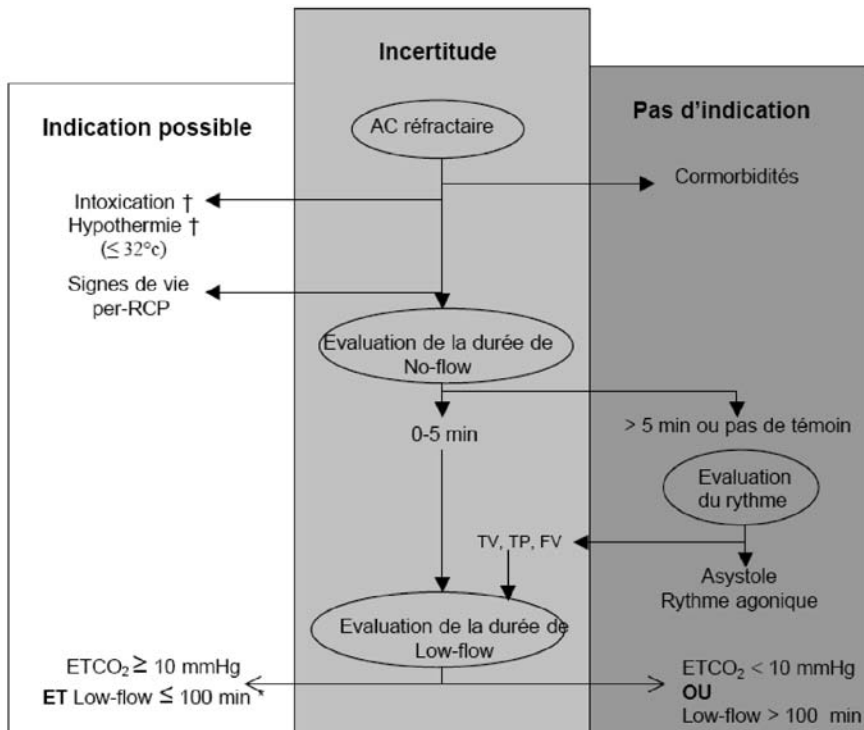 Incertitude
Indication possible
Pas d'indication
AC réfractaire
Cormorbidités
Intoxication †
Hypothermie †
(≤ 32°c)
Signes de vie
per-RCP
Evaluation de la durée de
No-flow
0-5 min
> 5 min ou pas de témoin
Evaluation
du rythme
TV, TP, FV
Asystole
Rythme agonique
Evaluation de la durée de
Low-flow
ETCO₂ ≥ 10 mmHg
ET Low-flow ≤ 100 min *
ETCO₂ < 10 mmHg
OU
Low-flow > 100 min